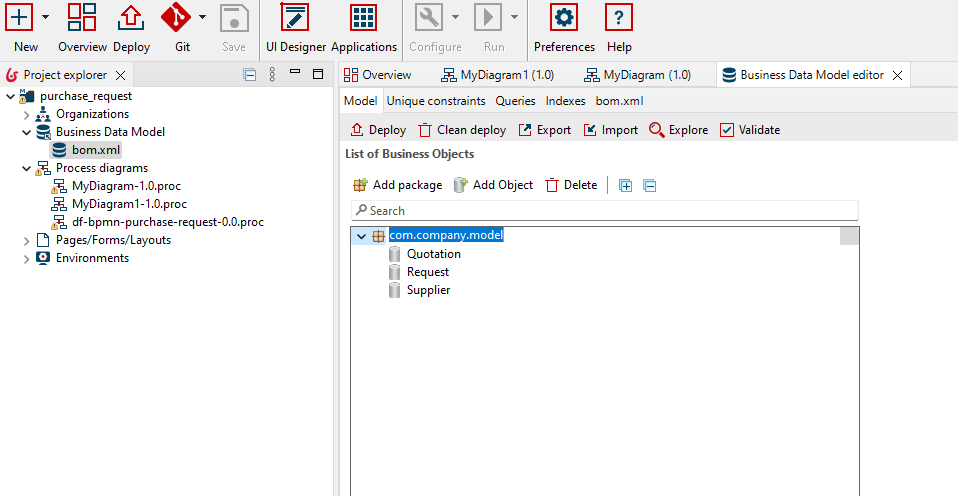 New Overview Deploy Git Save UI Designer Applications Configure Run Preferences Help
Project explorer
purchase_request
Organizations
Business Data Model
bom.xml
Process diagrams
MyDiagram-1.0.proc
MyDiagram1-1.0.proc
df-bpmn-purchase-request-0.0.proc
Pages/Forms/Layouts
Environments
Overview MyDiagram1 (1.0) MyDiagram (1.0) Business Data Model editor
Model Unique constraints Queries Indexes bom.xml
Deploy Clean deploy Export Import Explore Validate
List of Business Objects
Add package Add Object Delete
Search
com.company.model
Quotation
Request
Supplier